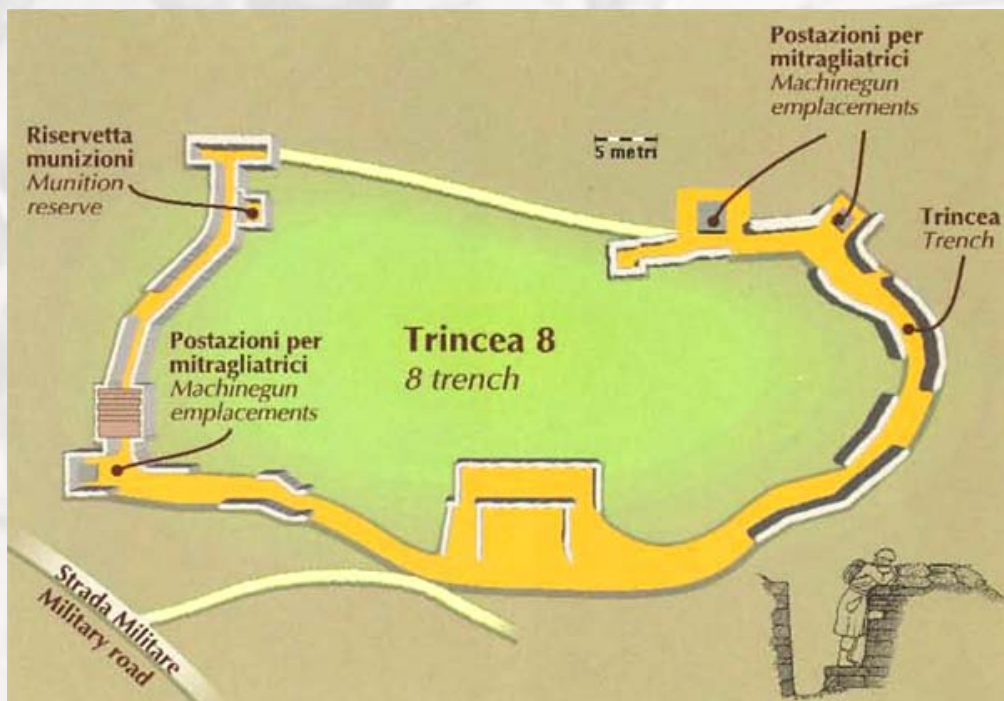 Postazioni per
mitragliatrici
Machinegun
emplacements
Riservetta
munizioni
Munition
reserve
5 metri
Trincea
Trench
Trincea 8
8 trench
Postazioni per
mitragliatrici
Machinegun
emplacements
Strada Militare
Military road